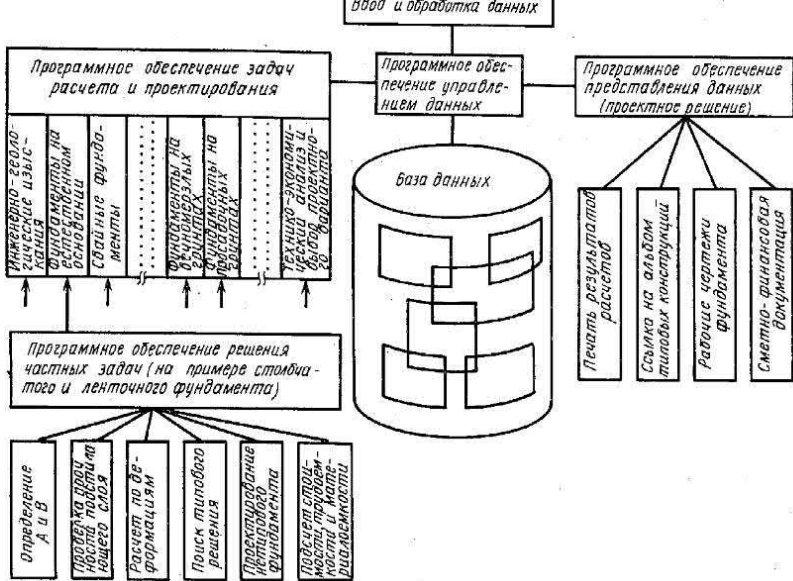 Ввод и обработка данных
Программное обеспечение задач
расчета и проектирования
Программное обес-
печение управле-
нием данных
Программное обеспечение
представления данных
(проектное решение)
Инженерно-геоло-
гические изыс-
кания
Фундаменты на
естественном
основании
Свайные фунда-
менты
Фундаменты на
вечномерзлых
грунтах
Фундаменты на
просадочных
грунтах
Технико-экономи-
ческий анализ и
выбор проектно-
го варианта
База данных
Печать результатов
расчетов
Ссылка на альбом
типовых конструкций
Рабочие чертежи
фундамента
Сметно-финансовая
документация
Программное обеспечение решения
частных задач (на примере столбча-
того и ленточного фундамента)
Определение
А и В
Проверка проч
ности подстила
ющего слоя
Расчет по де-
формациям
Поиск типового
решения
Проектирование
нетипового
фундамента
Подсчет стои-
мости, трудоем-
кости и мате-
риалоемкости